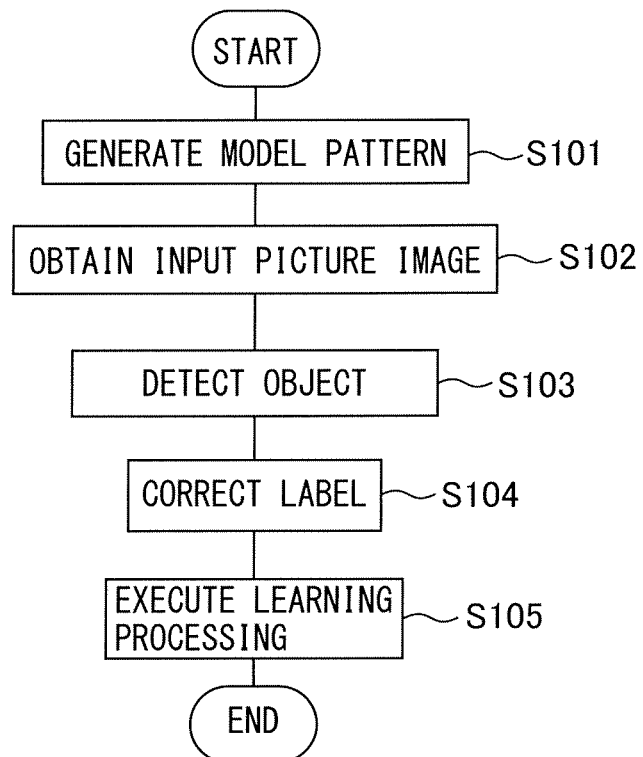 START
GENERATE MODEL PATTERN S101
OBTAIN INPUT PICTURE IMAGE S102
DETECT OBJECT S103
CORRECT LABEL S104
EXECUTE LEARNING
PROCESSING S105
END